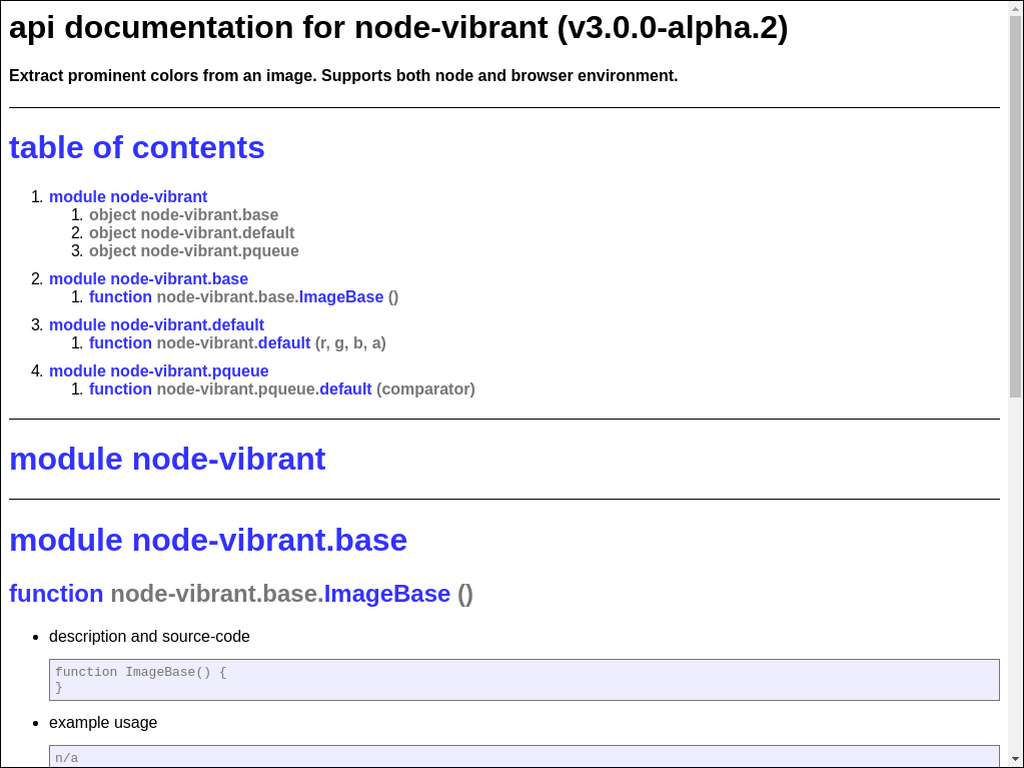 api documentation for node-vibrant (v3.0.0-alpha.2)
Extract prominent colors from an image. Supports both node and browser environment.
table of contents
1. module node-vibrant
1. object node-vibrant.base
2. object node-vibrant.default
3. object node-vibrant.pqueue
2. module node-vibrant.base
1. function node-vibrant.base.ImageBase ()
3. module node-vibrant.default
1. function node-vibrant.default (r, g, b, a)
4. module node-vibrant.pqueue
1. function node-vibrant.pqueue.default (comparator)
module node-vibrant
module node-vibrant.base
function node-vibrant.base.ImageBase ()
• description and source-code
function ImageBase() {
}
• example usage
n/a